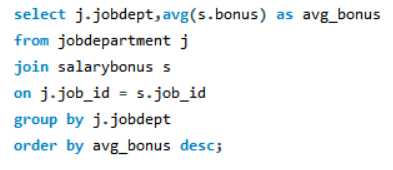 select j.jobdept,avg(s.bonus) as avg_bonus
from jobdepartment j
join salarybonus s
on j.job_id = s.job_id
group by j.jobdept
order by avg_bonus desc;